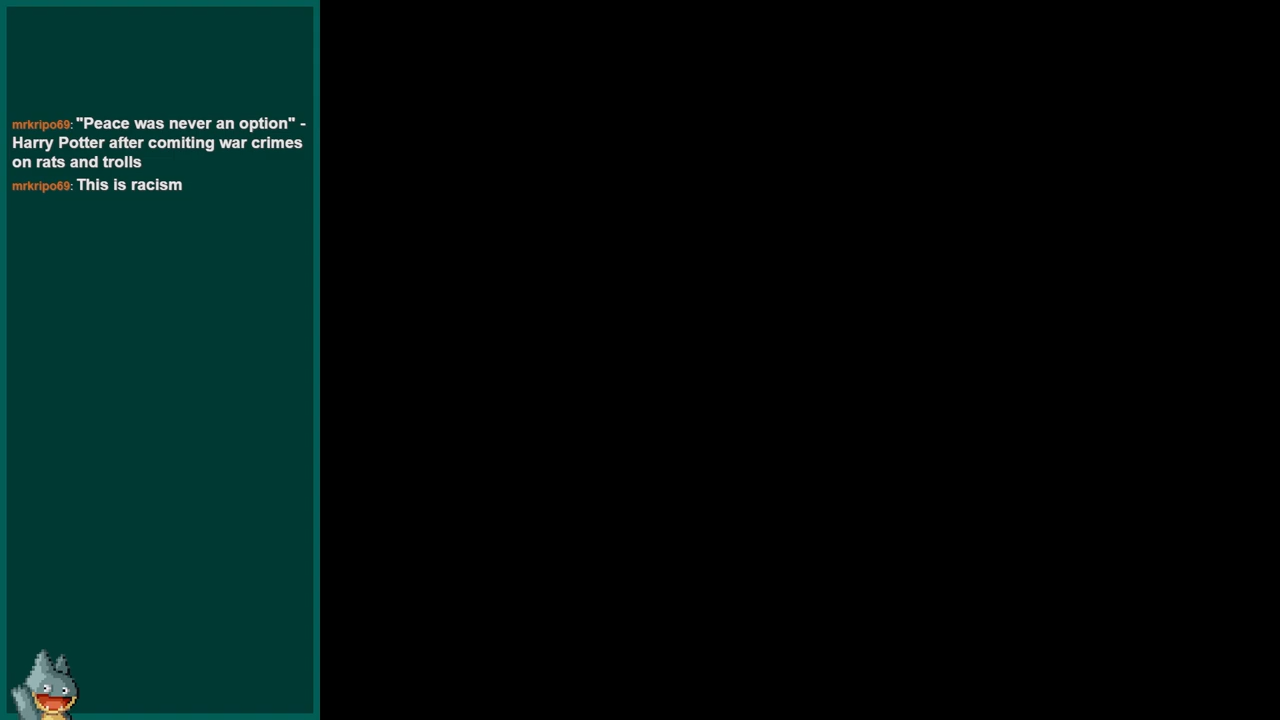 mrkripo69: "Peace was never an option" -
Harry Potter after comiting war crimes
on rats and trolls
mrkripo69: This is racism